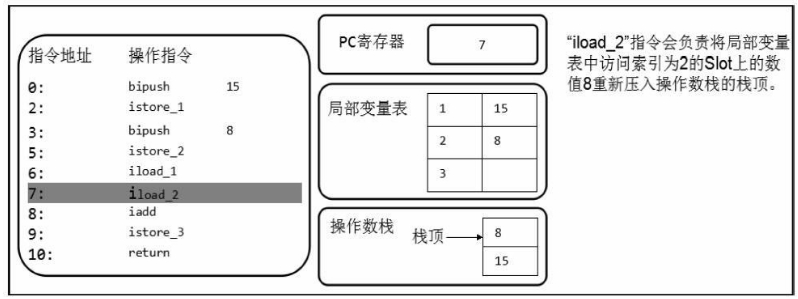 指令地址 操作指令
0: bipush 15
2: istore_1
3: bipush 8
5: istore_2
6: iload_1
7: iload_2
8: iadd
9: istore_3
10: return
PC寄存器 7
局部变量表 1 15
2 8
3
操作数栈 栈顶 8
15
“iload_2”指令会负责将局部变量
表中访问索引为2的Slot上的数
值8重新压入操作数栈的栈顶。